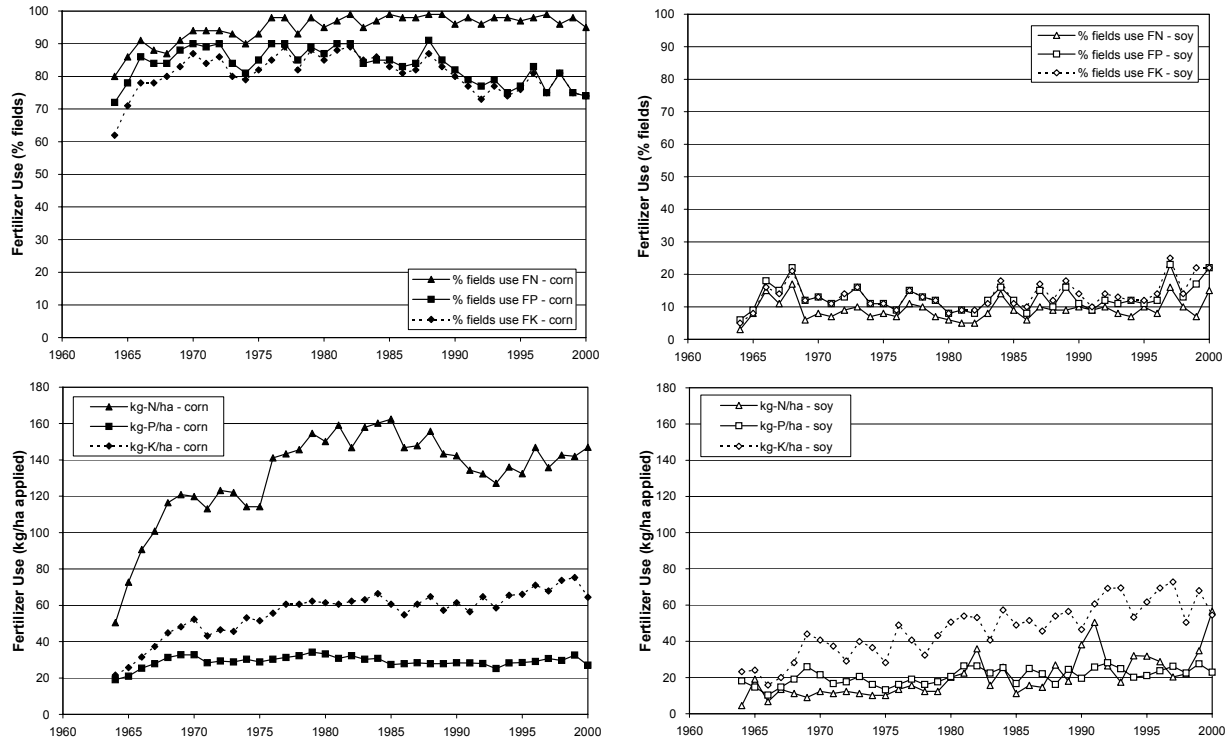 Fertilizer Use (% fields)
100
90
80
70
60
50
40
30
20
10
0
% fields use FN - corn
% fields use FP - corn
% fields use FK - corn
1960 1965 1970 1975 1980 1985 1990 1995 2000
Fertilizer Use (% fields)
100
90
80
70
60
50
40
30
20
10
0
% fields use FN - soy
% fields use FP - soy
% fields use FK - soy
1960 1965 1970 1975 1980 1985 1990 1995 2000
Fertilizer Use (kg/ha applied)
180
160
140
120
100
80
60
40
20
0
kg-N/ha - corn
kg-P/ha - corn
kg-K/ha - corn
1960 1965 1970 1975 1980 1985 1990 1995 2000
Fertilizer Use (kg/ha applied)
180
160
140
120
100
80
60
40
20
0
kg-N/ha - soy
kg-P/ha - soy
kg-K/ha - soy
1960 1965 1970 1975 1980 1985 1990 1995 2000